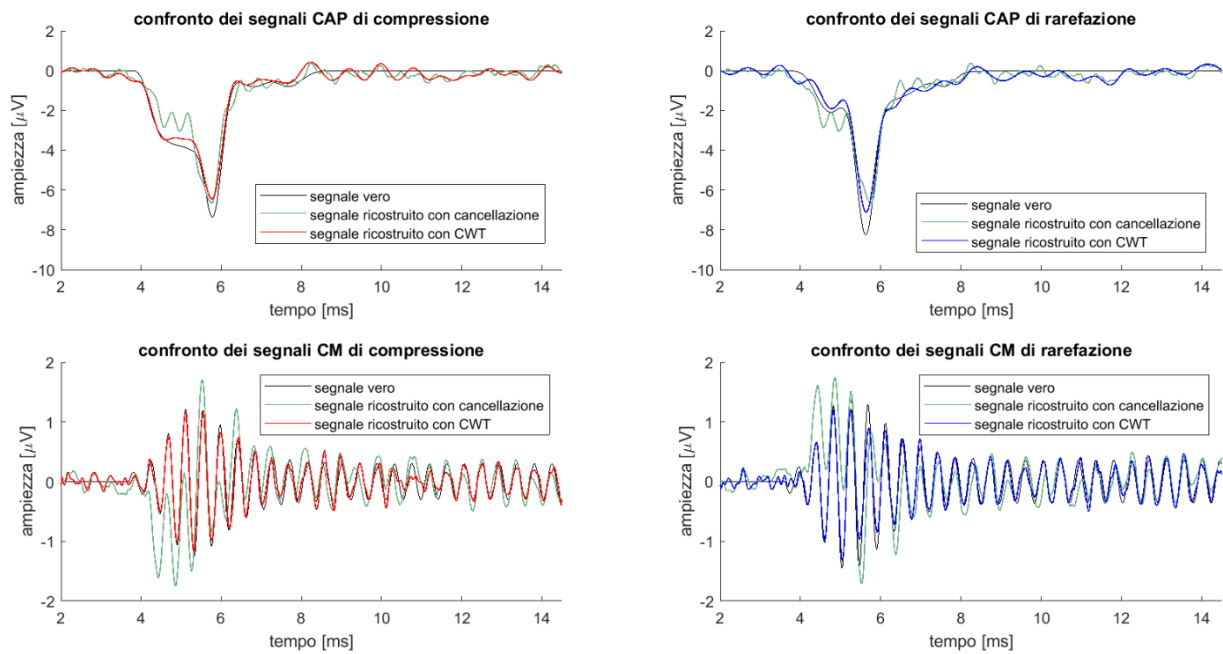 confronto dei segnali CAP di compressione
2
0
-2
-4
-6
-8
-10
ampiezza [μV]
segnale vero
segnale ricostruito con cancellazione
segnale ricostruito con CWT
2 4 6 8 10 12 14
tempo [ms]
confronto dei segnali CAP di rarefazione
2
0
-2
-4
-6
-8
-10
ampiezza [μV]
segnale vero
segnale ricostruito con cancellazione
segnale ricostruito con CWT
2 4 6 8 10 12 14
tempo [ms]
confronto dei segnali CM di compressione
2
1
0
-1
-2
ampiezza [μV]
segnale vero
segnale ricostruito con cancellazione
segnale ricostruito con CWT
2 4 6 8 10 12 14
tempo [ms]
confronto dei segnali CM di rarefazione
2
1
0
-1
-2
ampiezza [μV]
segnale vero
segnale ricostruito con cancellazione
segnale ricostruito con CWT
2 4 6 8 10 12 14
tempo [ms]